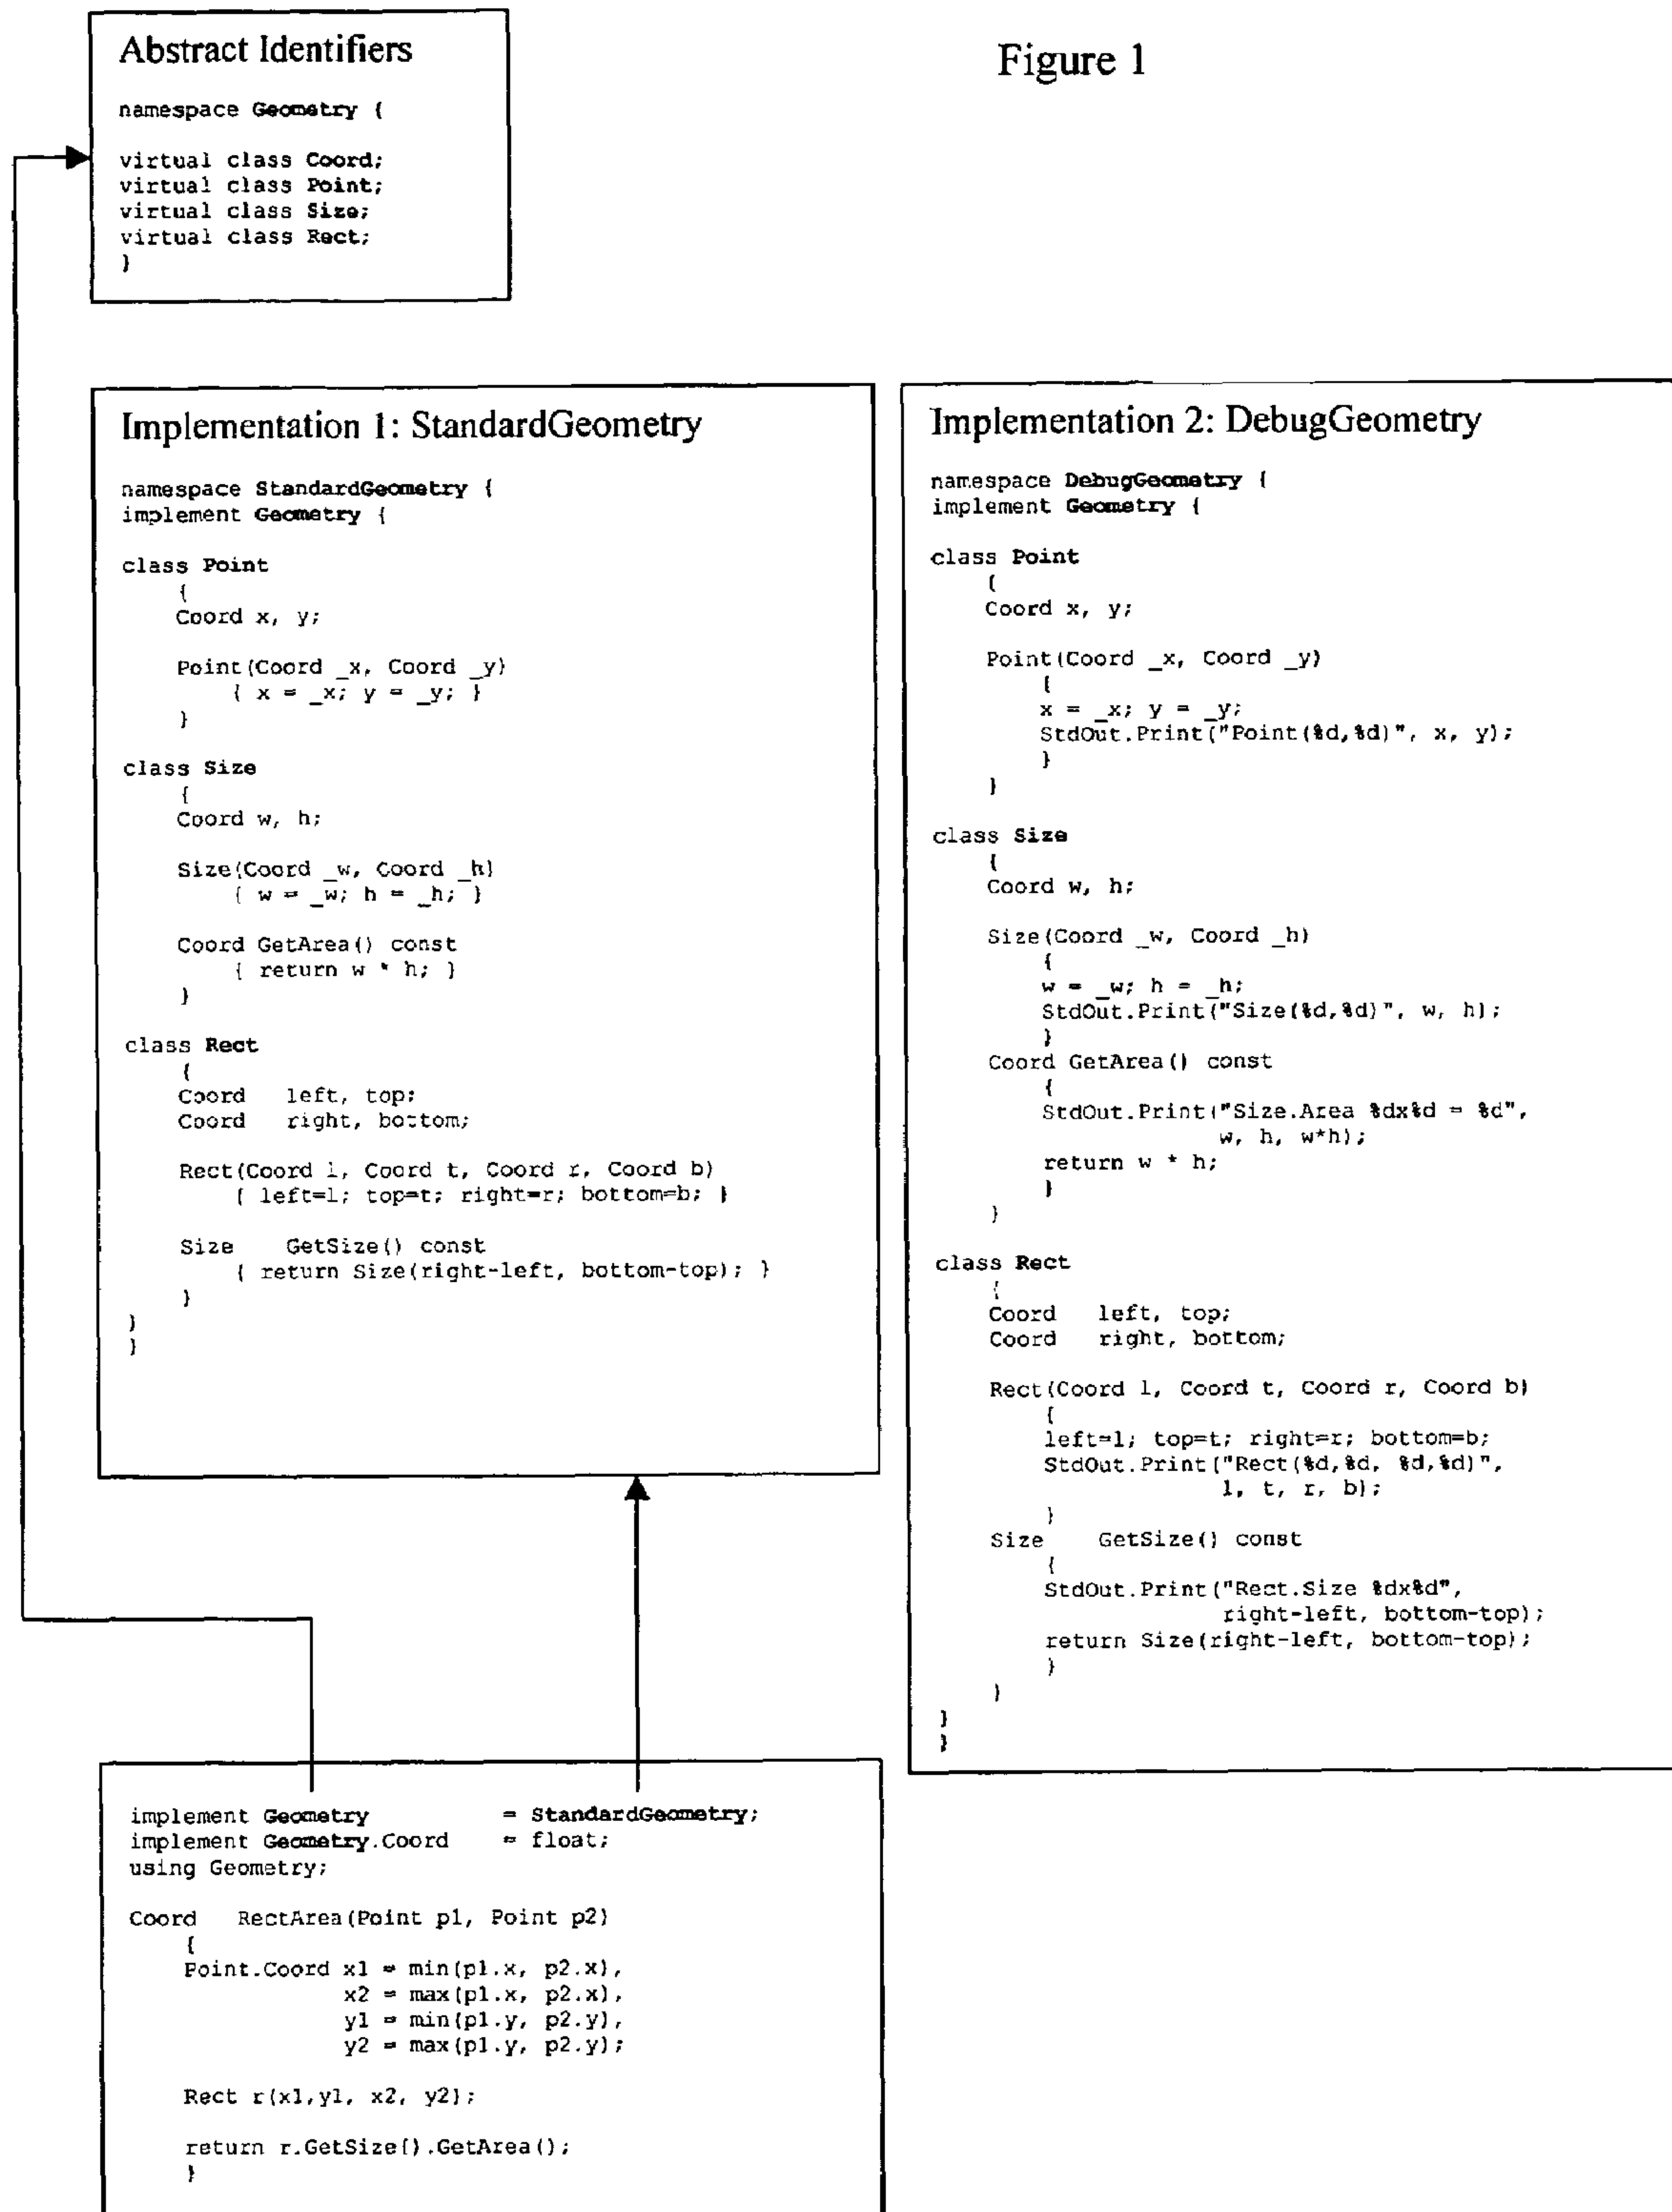 Figure 1
Abstract Identifiers
namespace Geometry {
virtual class Coord;
virtual class Point;
virtual class Size;
virtual class Rect;
}
Implementation 1: StandardGeometry
namespace StandardGeometry {
implement Geometry {
class Point
{
Coord x, y;
Point(Coord _x, Coord _y)
{ x = _x; y = _y; }
}
class Size
{
Coord w, h;
Size(Coord _w, Coord _h)
{ w = _w; h = _h; }
Coord GetArea() const
{ return w * h; }
}
class Rect
{
Coord left, top;
Coord right, bottom;
Rect(Coord l, Coord t, Coord r, Coord b)
{ left=l; top=t; right=r; bottom=b; }
Size GetSize() const
{ return Size(right-left, bottom-top); }
}
}
}
Implementation 2: DebugGeometry
namespace DebugGeometry {
implement Geometry {
class Point
{
Coord x, y;
Point(Coord _x, Coord _y)
{
x = _x; y = _y;
StdOut.Print("Point(%d,%d)", x, y);
}
}
class Size
{
Coord w, h;
Size(Coord _w, Coord _h)
{
w = _w; h = _h;
StdOut.Print("Size(%d,%d)", w, h);
}
Coord GetArea() const
{
StdOut.Print("Size.Area %dx%d = %d",
w, h, w*h);
return w * h;
}
}
class Rect
{
Coord left, top;
Coord right, bottom;
Rect(Coord l, Coord t, Coord r, Coord b)
{
left=l; top=t; right=r; bottom=b;
StdOut.Print("Rect(%d,%d, %d,%d)",
l, t, r, b);
}
Size GetSize() const
{
StdOut.Print("Rect.Size %dx%d",
right-left, bottom-top);
return Size(right-left, bottom-top);
}
}
}
}
implement Geometry = StandardGeometry;
implement Geometry.Coord = float;
using Geometry;
Coord RectArea(Point p1, Point p2)
{
Point.Coord x1 = min(p1.x, p2.x),
x2 = max(p1.x, p2.x),
y1 = min(p1.y, p2.y),
y2 = max(p1.y, p2.y);
Rect r(x1,y1, x2, y2);
return r.GetSize().GetArea();
}